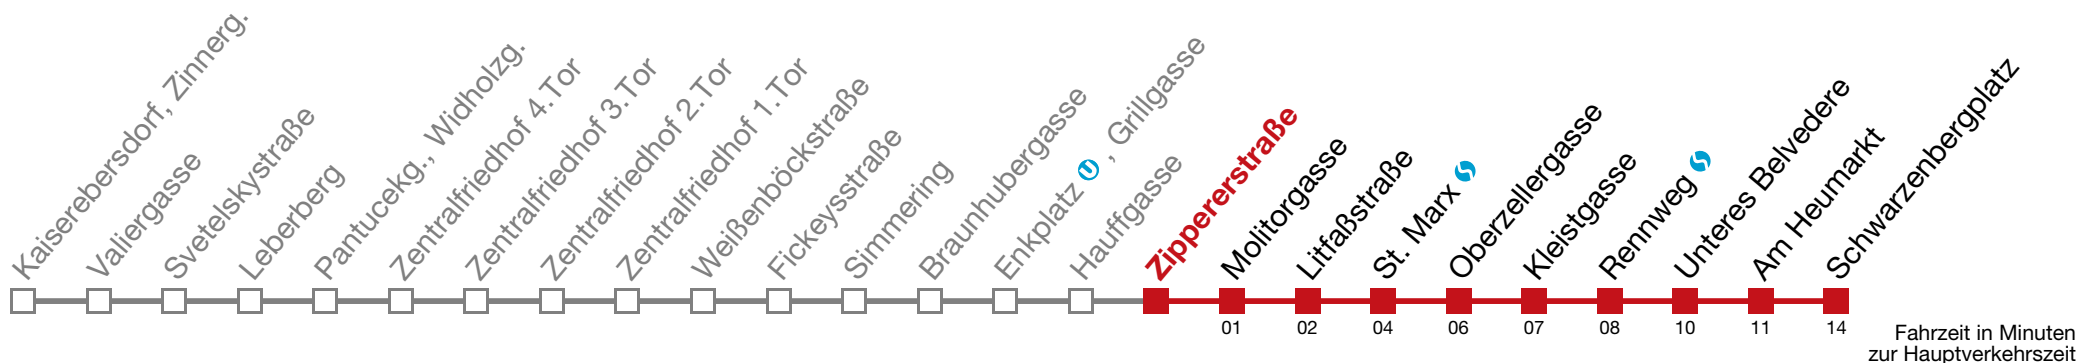 Kaiserebersdorf, Zinnerg.
Valiergasse
Svetelskystraße
Leberberg
Pantucekg., Widholzg.
Zentralfriedhof 4.Tor
Zentralfriedhof 3.Tor
Zentralfriedhof 2.Tor
Zentralfriedhof 1.Tor
Weißenböckstraße
Fickeysstraße
Simmering
Braunhubergasse
Enkplatz U , Grillgasse
Hauffgasse
Zippererstraße
Molitorgasse
Litfaßstraße
St. Marx S
Oberzellergasse
Kleistgasse
Rennweg S
Unteres Belvedere
Am Heumarkt
Schwarzenbergplatz
01 02 04 06 07 08 10 11 14
Fahrzeit in Minuten
zur Hauptverkehrszeit